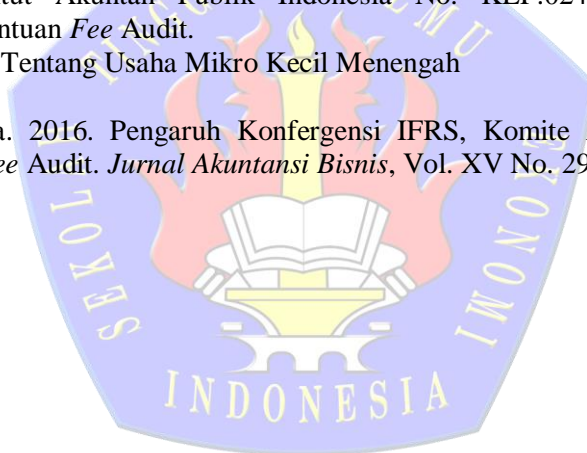 tut Akuntan Publik Indonesia No. KEP.024
ntuan Fee Audit.
Tentang Usaha Mikro Kecil Menengah
a. 2016. Pengaruh Konfergensi IFRS, Komite
ee Audit. Jurnal Akuntansi Bisnis, Vol. XV No. 29
EKONOMI
INDONESIA